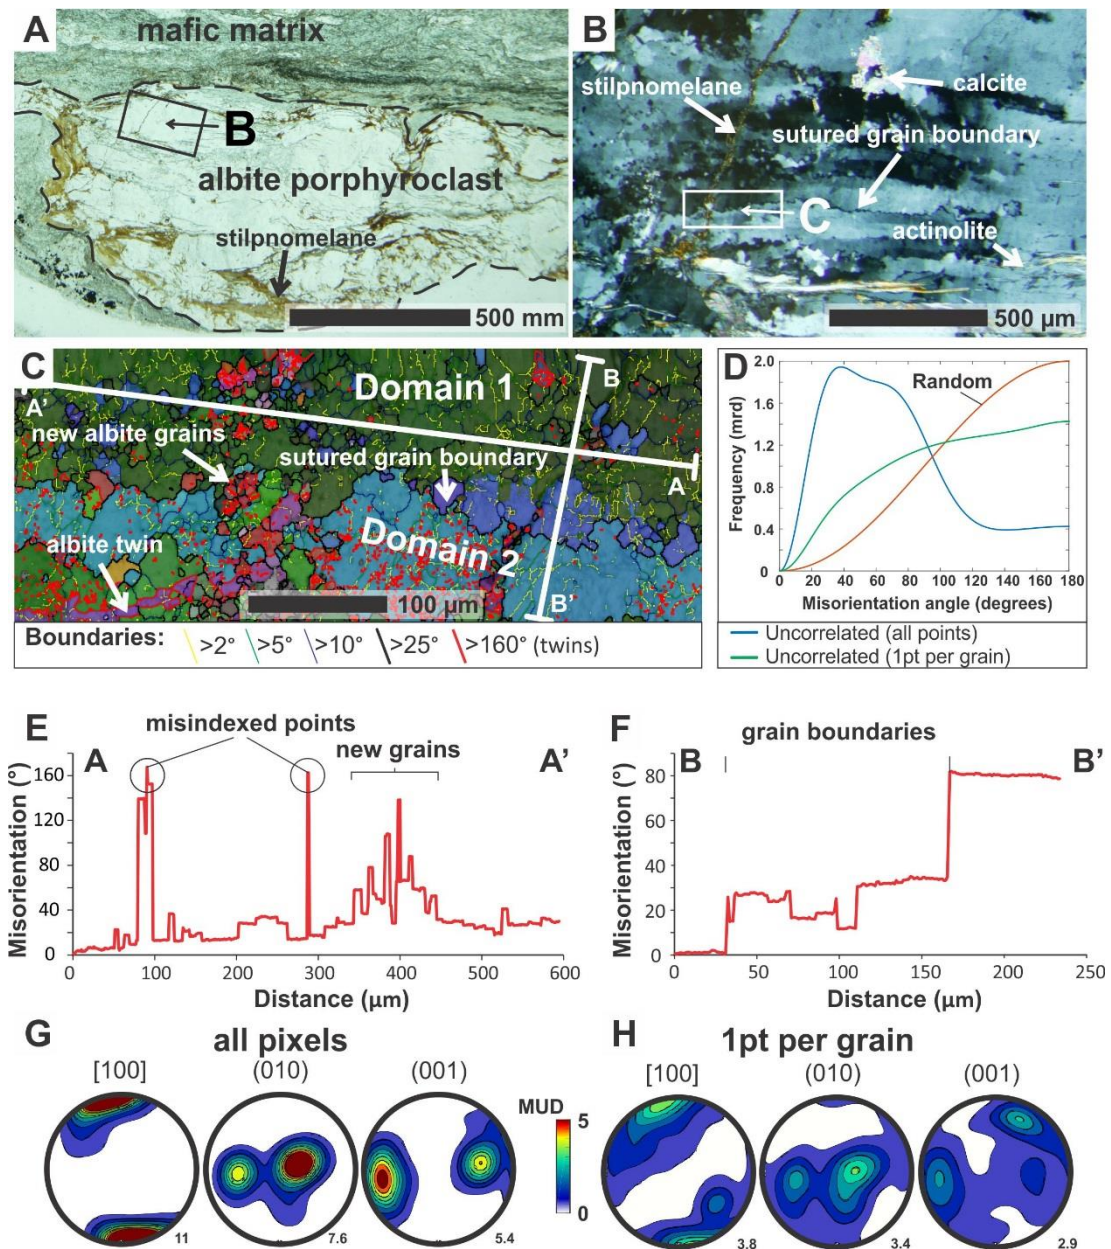 A
mafic matrix
B
albite porphyroclast
stilpnomelane
500 mm
B
stilpnomelane
calcite
sutured grain boundary
C
actinolite
500 µm
C
Domain 1
B
A'
new albite grains
sutured grain boundary
A
Domain 2
albite twin
B'
100 µm
Boundaries: >2° >5° >10° >25° >160° (twins)
D
Frequency (mrd)
2.0
1.6
1.2
0.8
0.4
0
Random
0 20 40 60 80 100 120 140 160 180
Misorientation angle (degrees)
Uncorrelated (all points)
Uncorrelated (1pt per grain)
E
misindexed points
new grains
A A'
Misorientation (°)
160
120
80
40
0
0 100 200 300 400 500 600
Distance (µm)
F
grain boundaries
B B'
Misorientation (°)
80
60
40
20
0
0 50 100 150 200 250
Distance (µm)
G
all pixels
[100] (010) (001)
MUD
5
0
11 7.6 5.4
H
1pt per grain
[100] (010) (001)
3.8 3.4 2.9